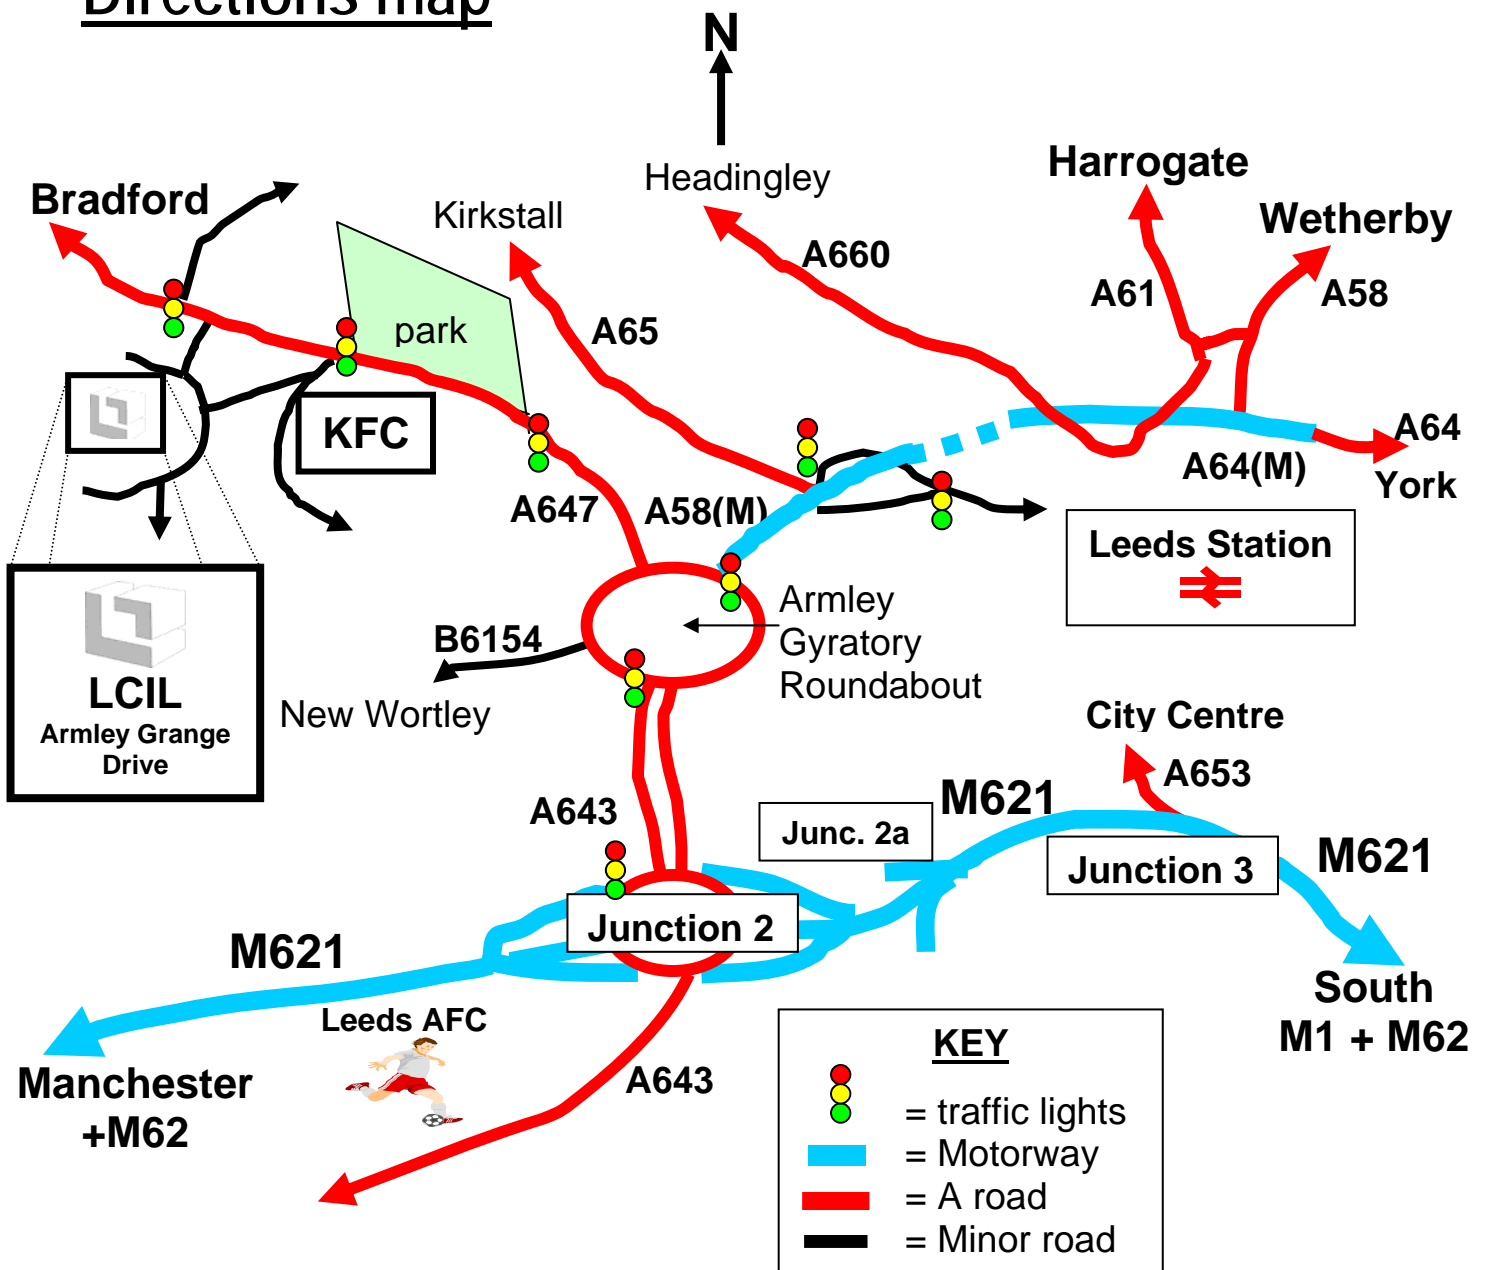 Directions map
N
Headingley
Harrogate
Bradford
Kirkstall
Wetherby
A660
A61
A58
park
A65
KFC
A64
A64(M)
York
A647
A58(M)
Leeds Station
Armley
Gyratory
Roundabout
B6154
New Wortley
LCIL
Armley Grange
Drive
City Centre
A653
M621
A643
Junc. 2a
Junction 3
M621
Junction 2
M621
South
M1 + M62
Leeds AFC
Manchester
+M62
A643
KEY
= traffic lights
= Motorway
= A road
= Minor road